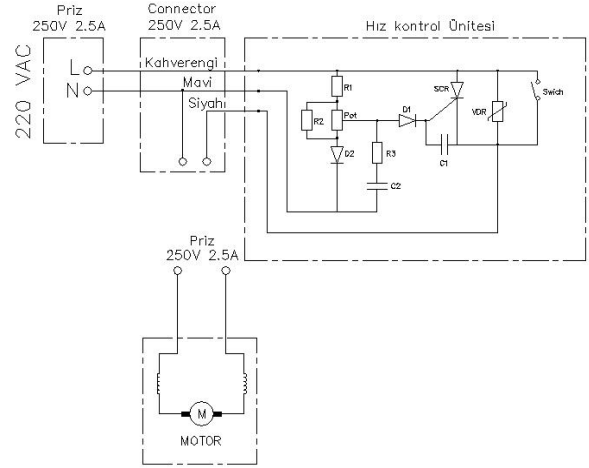 Priz
250V 2.5A
Connector
250V 2.5A
Hız kontrol Ünitesi
220 VAC
L
N
Kahverengi
Mavi
Siyah
R1
R2
Pot
D1
D2
R3
C2
SCR
C1
VDR
Swich
Priz
250V 2.5A
M
MOTOR